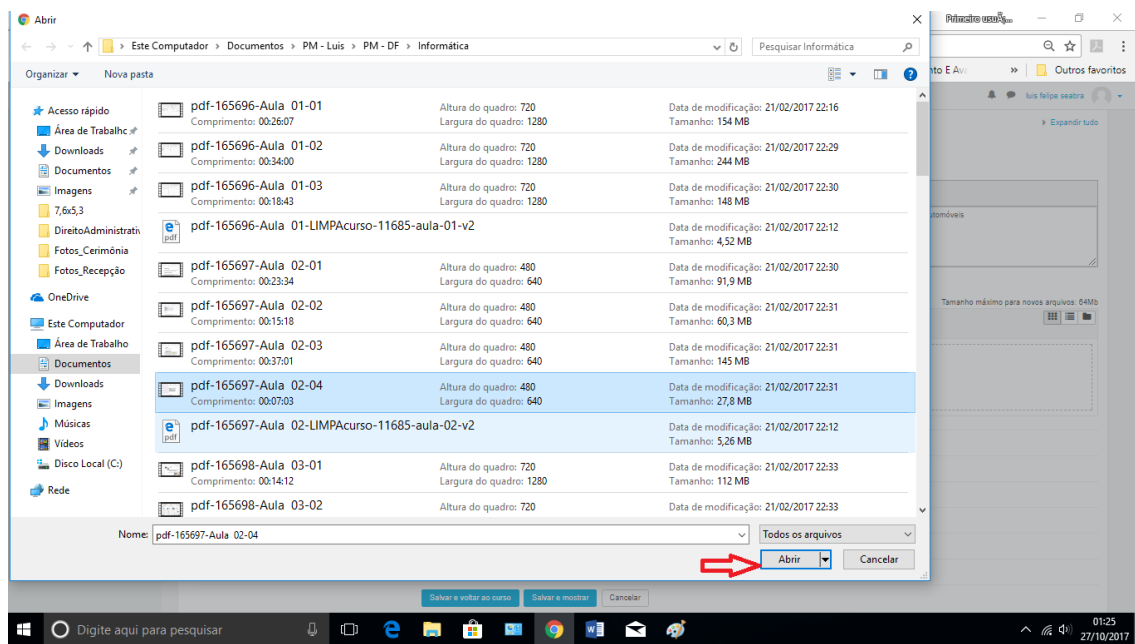 Abrir
Primeiro usuÃ¡...
Este Computador > Documentos > PM - Luis > PM - DF > Informática
Pesquisar Informática
Organizar
Nova pasta
nto E Ava
»
Outros favoritos
luis felipe seabra
Expandir tudo
Acesso rápido
Área de Trabalho
Downloads
Documentos
Imagens
7,6x5,3
DireitoAdministrativ
Fotos_Cerimônia
Fotos_Recepção
OneDrive
Este Computador
Área de Trabalho
Documentos
Downloads
Imagens
Músicas
Vídeos
Disco Local (C:)
Rede
pdf-165696-Aula 01-01 Altura do quadro: 720 Data de modificação: 21/02/2017 22:16
Comprimento: 00:26:07 Largura do quadro: 1280 Tamanho: 154 MB
pdf-165696-Aula 01-02 Altura do quadro: 720 Data de modificação: 21/02/2017 22:29
Comprimento: 00:34:00 Largura do quadro: 1280 Tamanho: 244 MB
pdf-165696-Aula 01-03 Altura do quadro: 720 Data de modificação: 21/02/2017 22:30
Comprimento: 00:18:43 Largura do quadro: 1280 Tamanho: 148 MB
pdf-165696-Aula 01-LIMPAcurso-11685-aula-01-v2 Data de modificação: 21/02/2017 22:12
pdf Tamanho: 4,52 MB
pdf-165697-Aula 02-01 Altura do quadro: 480 Data de modificação: 21/02/2017 22:30
Comprimento: 00:23:34 Largura do quadro: 640 Tamanho: 91,9 MB
pdf-165697-Aula 02-02 Altura do quadro: 480 Data de modificação: 21/02/2017 22:31
Comprimento: 00:15:18 Largura do quadro: 640 Tamanho: 60,3 MB
pdf-165697-Aula 02-03 Altura do quadro: 480 Data de modificação: 21/02/2017 22:31
Comprimento: 00:37:01 Largura do quadro: 640 Tamanho: 145 MB
pdf-165697-Aula 02-04 Altura do quadro: 480 Data de modificação: 21/02/2017 22:31
Comprimento: 00:07:03 Largura do quadro: 640 Tamanho: 27,8 MB
pdf-165697-Aula 02-LIMPAcurso-11685-aula-02-v2 Data de modificação: 21/02/2017 22:12
pdf Tamanho: 5,26 MB
pdf-165698-Aula 03-01 Altura do quadro: 720 Data de modificação: 21/02/2017 22:33
Comprimento: 00:14:12 Largura do quadro: 1280 Tamanho: 112 MB
pdf-165698-Aula 03-02 Altura do quadro: 720 Data de modificação: 21/02/2017 22:33
utomóveis
Tamanho máximo para novos arquivos: 64Mb
Nome: pdf-165697-Aula 02-04
Todos os arquivos
Abrir
Cancelar
Salvar e voltar ao curso
Salvar e mostrar
Cancelar
Digite aqui para pesquisar
01:25
27/10/2017